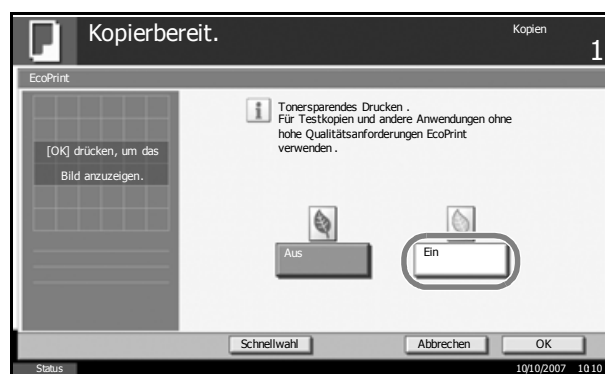 Kopierbereit.
Kopien
1
EcoPrint
[OK] drücken, um das
Bild anzuzeigen.
Tonersparendes Drucken .
Für Testkopien und andere Anwendungen ohne
hohe Qualitätsanforderungen EcoPrint
verwenden .
Aus
Ein
Schnellwahl
Abbrechen
OK
Status
10/10/2007 10:10